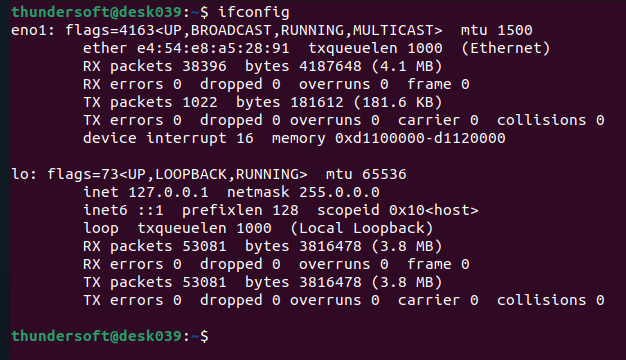 thundersoft@desk039:~$ ifconfig
eno1: flags=4163<UP,BROADCAST,RUNNING,MULTICAST>  mtu 1500
        ether e4:54:e8:a5:28:91  txqueuelen 1000  (Ethernet)
        RX packets 38396  bytes 4187648 (4.1 MB)
        RX errors 0  dropped 0  overruns 0  frame 0
        TX packets 1022  bytes 181612 (181.6 KB)
        TX errors 0  dropped 0 overruns 0  carrier 0  collisions 0
        device interrupt 16  memory 0xd1100000-d1120000

lo: flags=73<UP,LOOPBACK,RUNNING>  mtu 65536
        inet 127.0.0.1  netmask 255.0.0.0
        inet6 ::1  prefixlen 128  scopeid 0x10<host>
        loop  txqueuelen 1000  (Local Loopback)
        RX packets 53081  bytes 3816478 (3.8 MB)
        RX errors 0  dropped 0  overruns 0  frame 0
        TX packets 53081  bytes 3816478 (3.8 MB)
        TX errors 0  dropped 0 overruns 0  carrier 0  collisions 0

thundersoft@desk039:~$